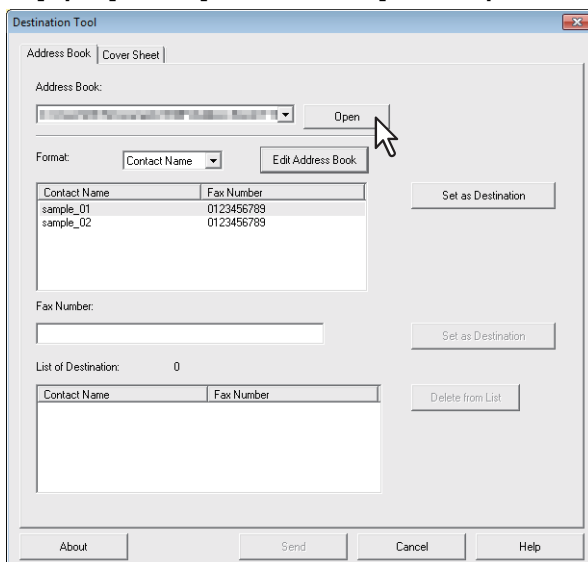 Destination Tool
Address Book Cover Sheet
Address Book:
Open
Format: Contact Name Edit Address Book
Contact Name Fax Number Set as Destination
sample_01 0123456789
sample_02 0123456789
Fax Number:
Set as Destination
List of Destination: 0
Contact Name Fax Number Delete from List
About Send Cancel Help